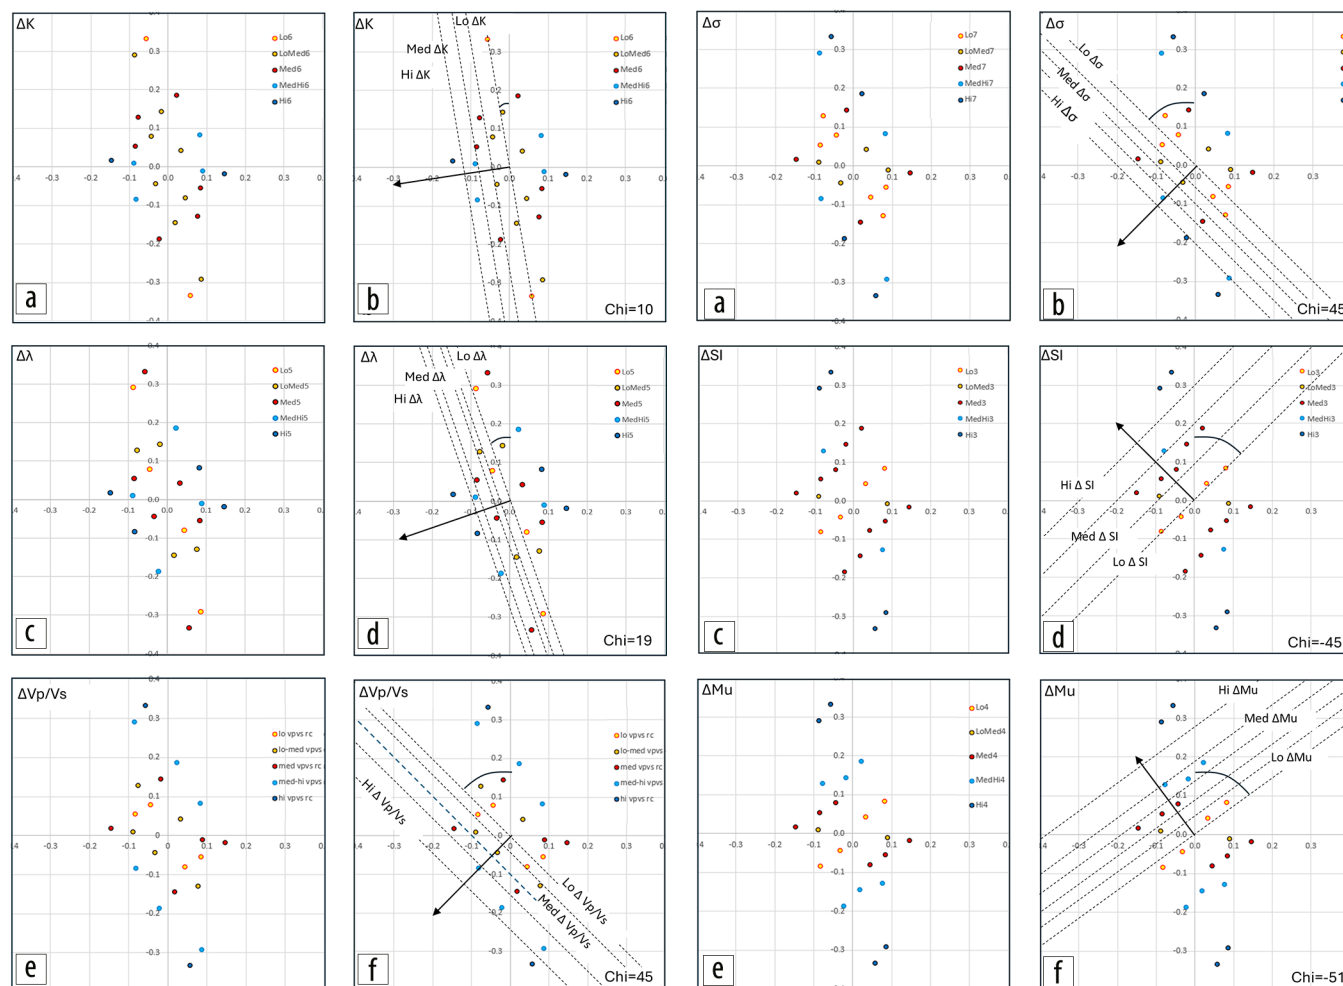 ΔK
Lo6
LoMed6
Med6
MedHi6
Hi6
a
ΔK
Lo ΔK
Med ΔK
Hi ΔK
Lo6
LoMed6
Med6
MedHi6
Hi6
b
Chi=10
Δσ
Lo7
LoMed7
Med7
MedHi7
Hi7
a
Δσ
Lo Δσ
Med Δσ
Hi Δσ
b
Chi=45
Δλ
Lo5
LoMed5
Med5
MedHi5
Hi5
c
Δλ
Lo Δλ
Med Δλ
Hi Δλ
Lo5
LoMed5
Med5
MedHi5
Hi5
d
Chi=19
ΔSI
Lo3
LoMed3
Med3
MedHi3
Hi3
c
ΔSI
Lo3
LoMed3
Med3
MedHi3
Hi3
Hi Δ SI
Med Δ SI
Lo Δ SI
d
Chi=-45
ΔVp/Vs
lo vpvs rc
lo-med vpvs
med vpvs rc
med-hi vpvs
hi vpvs rc
e
ΔVp/Vs
lo vpvs rc
lo-med vpvs
med vpvs rc
med-hi vpvs
hi vpvs rc
Hi Δ Vp/Vs
Lo Δ Vp/Vs
Med Δ Vp/Vs
f
Chi=45
ΔMu
Lo4
LoMed4
Med4
MedHi4
Hi4
e
ΔMu
Hi ΔMu
Med ΔMu
Lo ΔMu
f
Chi=-51